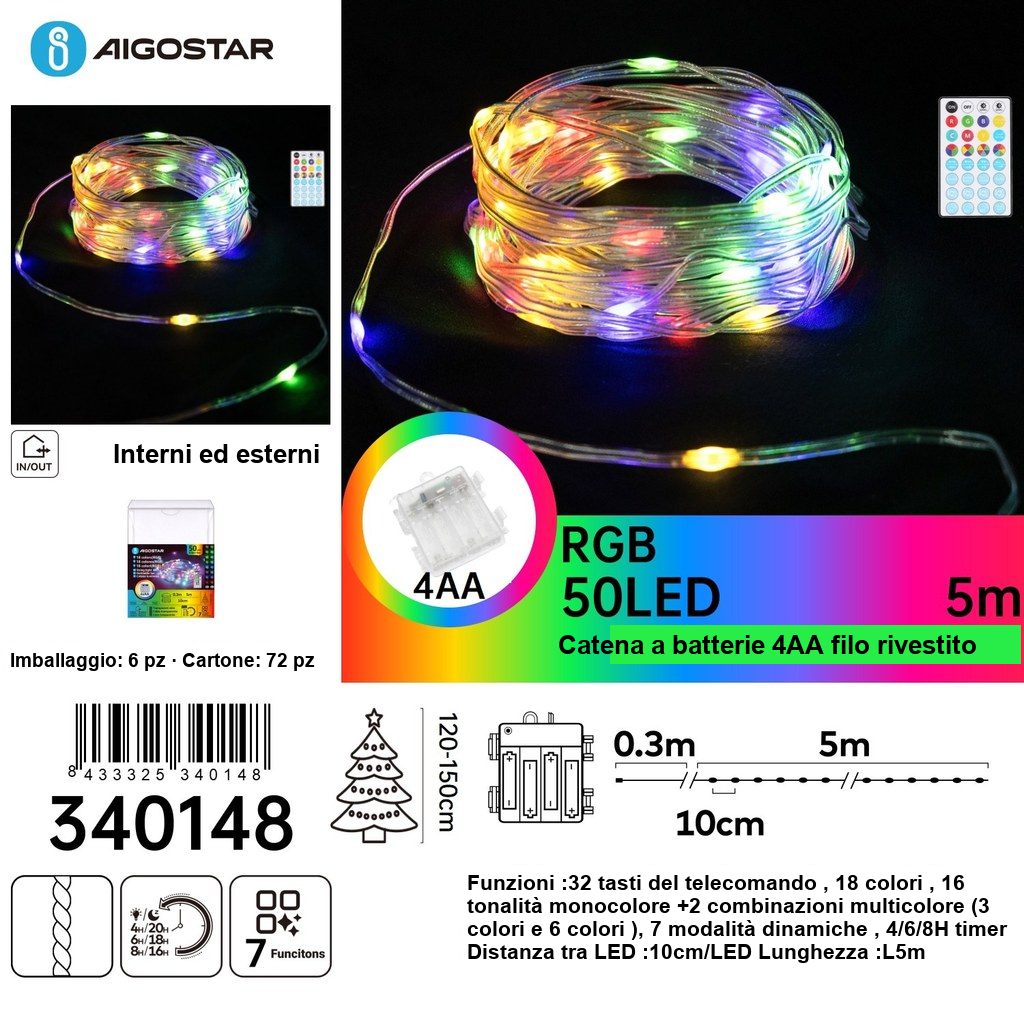 AIGOSTAR
IN/OUT
Interni ed esterni
AIGOSTAR
Imballaggio: 6 pz · Cartone: 72 pz
4AA
RGB
50LED
5m
Catena a batterie 4AA filo rivestito
8 433325 340148
340148
120-150cm
0.3m
5m
10cm
4H/20H
6H/18H
8H/16H
7 Funcitons
Funzioni :32 tasti del telecomando , 18 colori , 16
tonalità monocolore +2 combinazioni multicolore (3
colori e 6 colori ), 7 modalità dinamiche , 4/6/8H timer
Distanza tra LED :10cm/LED Lunghezza :L5m